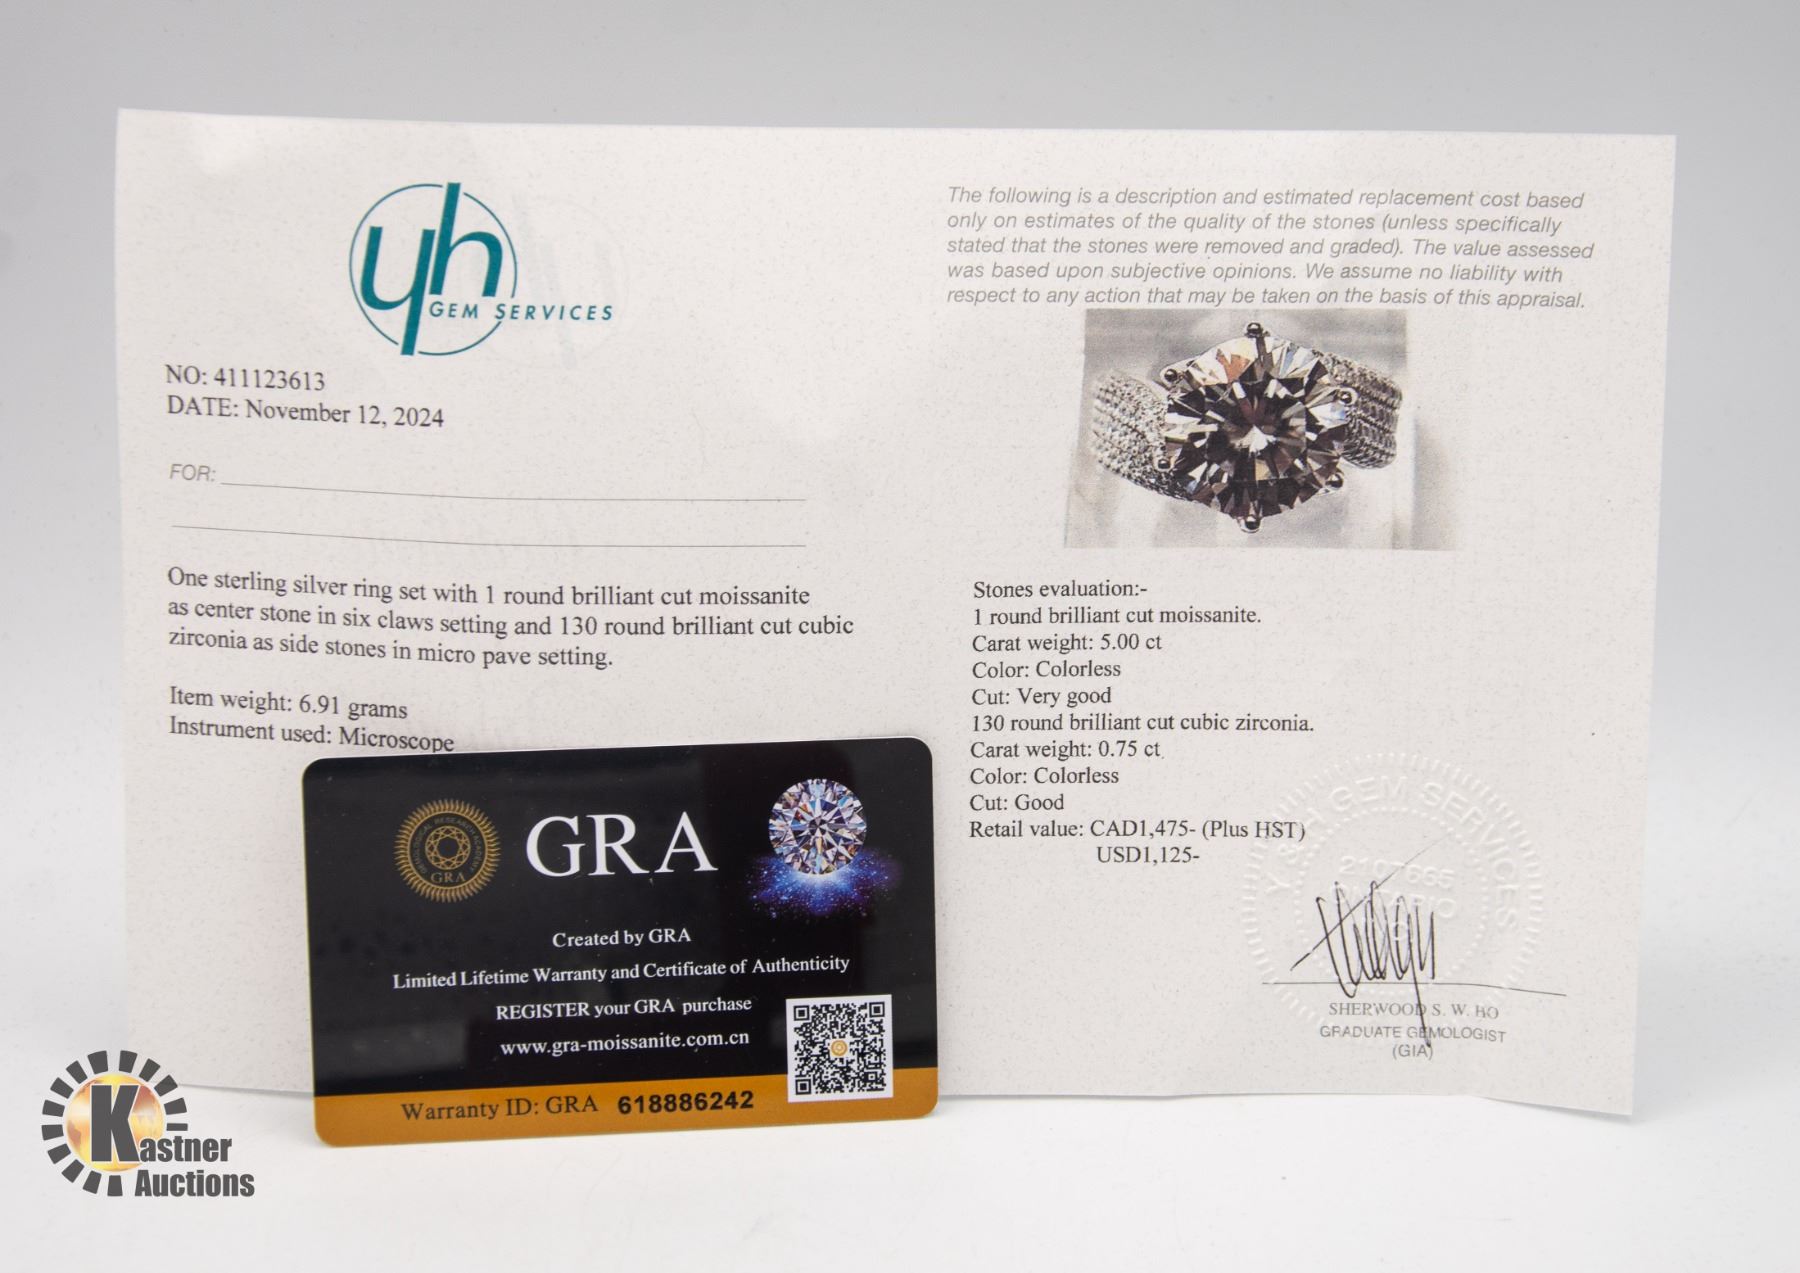 yh
GEM SERVICES
NO: 411123613
DATE: November 12, 2024
FOR:
One sterling silver ring set with 1 round brilliant cut moissanite
as center stone in six claws setting and 130 round brilliant cut cubic
zirconia as side stones in micro pave setting.
Item weight: 6.91 grams
Instrument used: Microscope
The following is a description and estimated replacement cost based
only on estimates of the quality of the stones (unless specifically
stated that the stones were removed and graded). The value assessed
was based upon subjective opinions. We assume no liability with
respect to any action that may be taken on the basis of this appraisal.
Stones evaluation:-
1 round brilliant cut moissanite.
Carat weight: 5.00 ct
Color: Colorless
Cut: Very good
130 round brilliant cut cubic zirconia.
Carat weight: 0.75 ct
Color: Colorless
Cut: Good
Retail value: CAD1,475- (Plus HST)
USD1,125-
GEM SERVICES
2107665
ONTARIO
SHERWOOD S. W. HO
GRADUATE GEMOLOGIST
(GIA)
GEMOLOGICAL RESEARCH ACADEMY
GRA
GRA
Created by GRA
Limited Lifetime Warranty and Certificate of Authenticity
REGISTER your GRA purchase
www.gra-moissanite.com.cn
Warranty ID: GRA 618886242
Kastner
Auctions